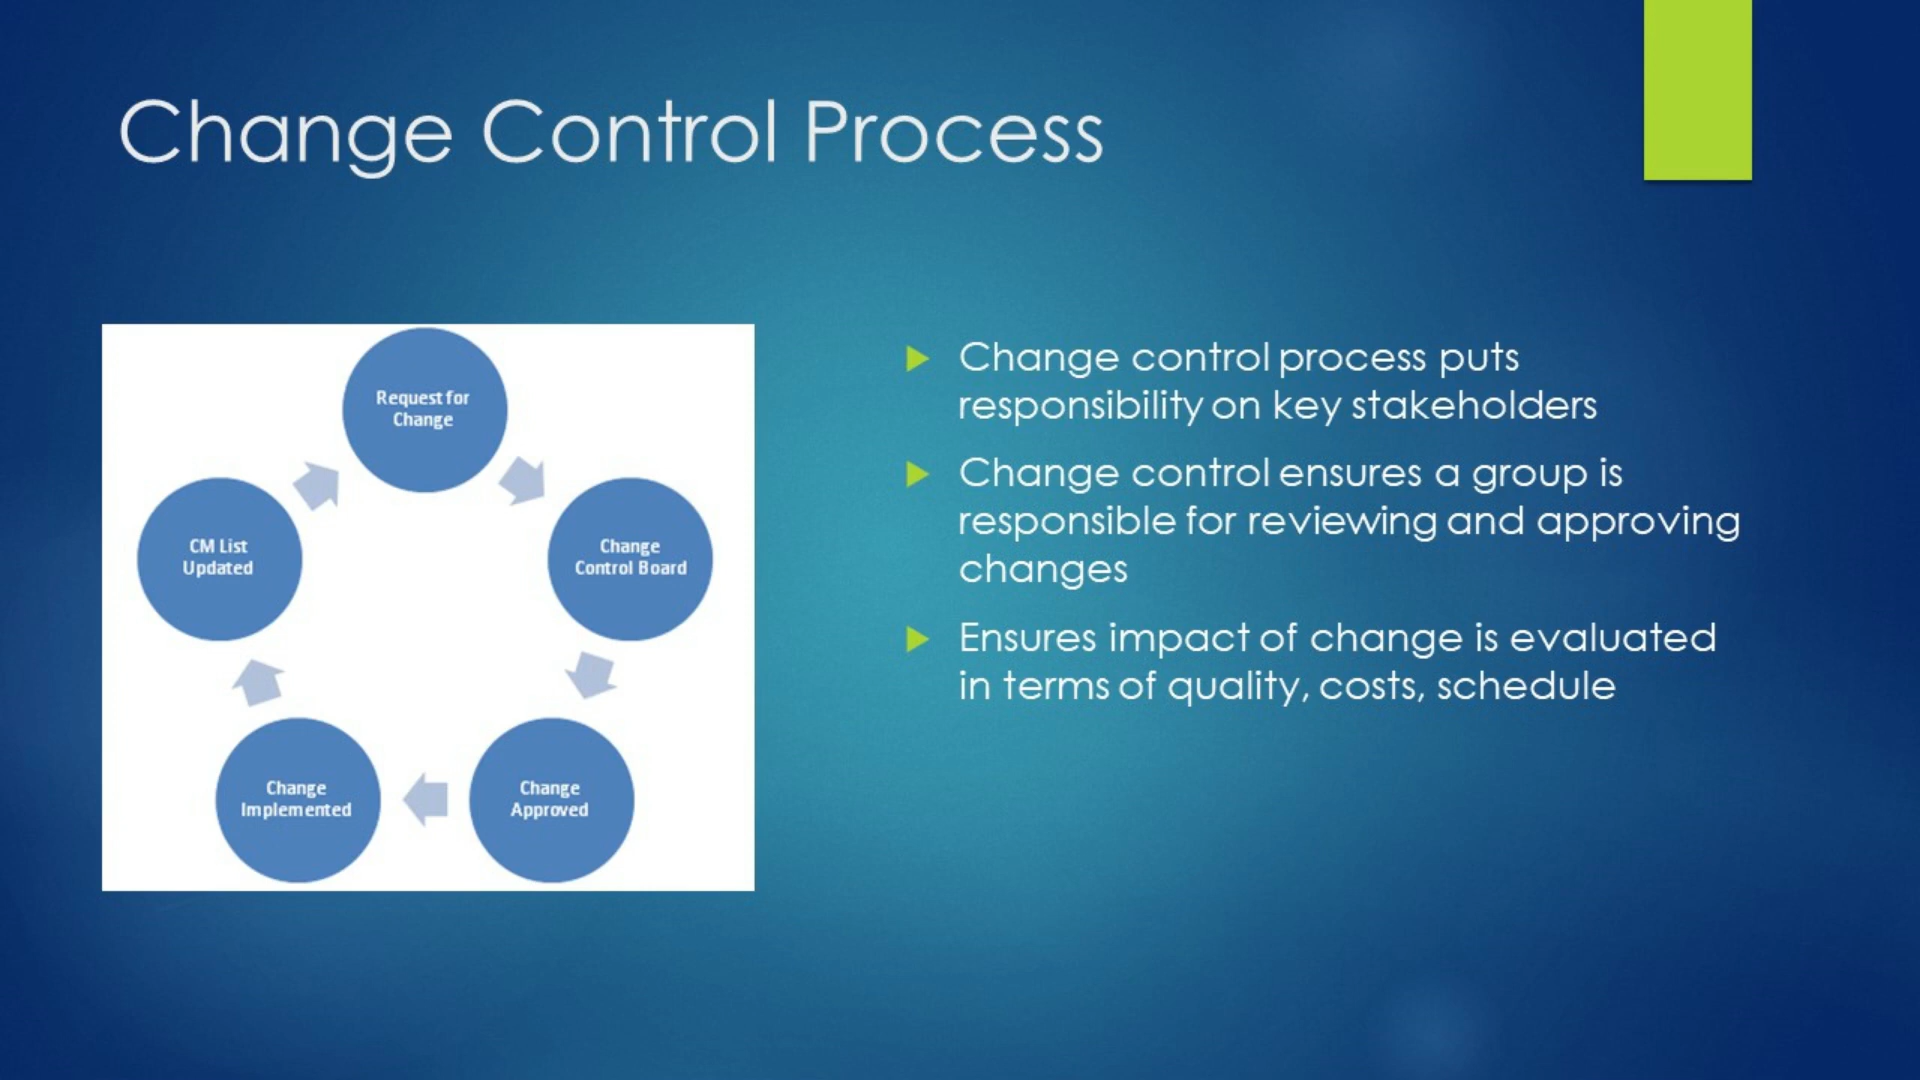 Change Control Process
Request for
Change
CM List
Updated
Change
Control Board
Change
Implemented
Change
Approved
Change control process puts
responsibility on key stakeholders
Change control ensures a group is
responsible for reviewing and approving
changes
Ensures impact of change is evaluated
in terms of quality, costs, schedule